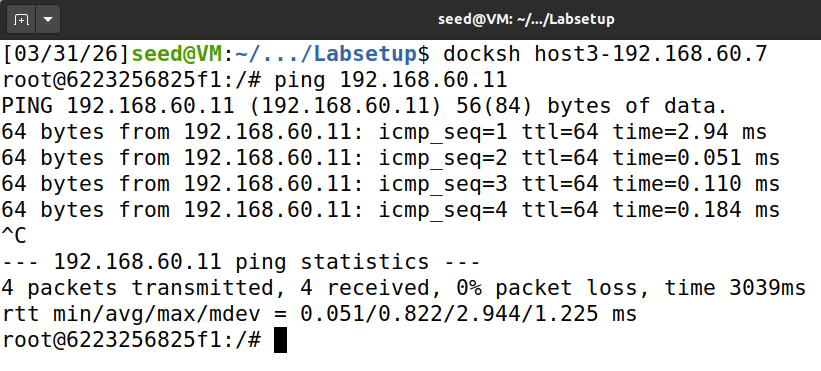 seed@VM: ~/.../Labsetup
[03/31/26]seed@VM:~/.../Labsetup$ docksh host3-192.168.60.7
root@6223256825f1:/# ping 192.168.60.11
PING 192.168.60.11 (192.168.60.11) 56(84) bytes of data.
64 bytes from 192.168.60.11: icmp_seq=1 ttl=64 time=2.94 ms
64 bytes from 192.168.60.11: icmp_seq=2 ttl=64 time=0.051 ms
64 bytes from 192.168.60.11: icmp_seq=3 ttl=64 time=0.110 ms
64 bytes from 192.168.60.11: icmp_seq=4 ttl=64 time=0.184 ms
^C
--- 192.168.60.11 ping statistics ---
4 packets transmitted, 4 received, 0% packet loss, time 3039ms
rtt min/avg/max/mdev = 0.051/0.822/2.944/1.225 ms
root@6223256825f1:/#